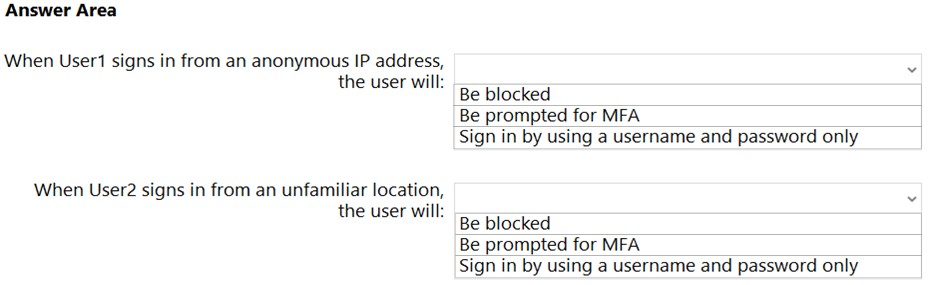 Answer Area
When User1 signs in from an anonymous IP address,
the user will:
Be blocked
Be prompted for MFA
Sign in by using a username and password only
When User2 signs in from an unfamiliar location,
the user will:
Be blocked
Be prompted for MFA
Sign in by using a username and password only